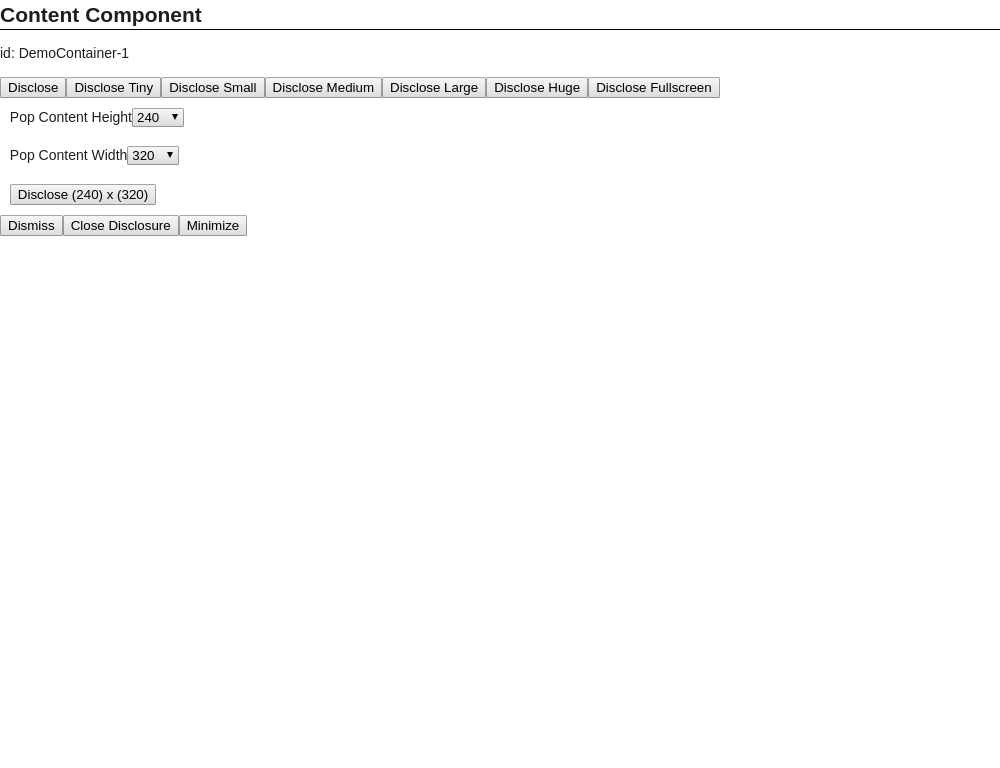 Content Component
id: DemoContainer-1
Disclose Disclose Tiny Disclose Small Disclose Medium Disclose Large Disclose Huge Disclose Fullscreen
Pop Content Height 240
Pop Content Width 320
Disclose (240) x (320)
Dismiss Close Disclosure Minimize